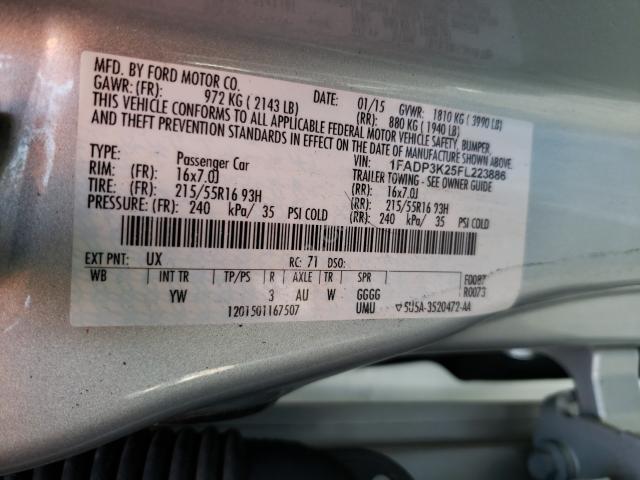 MFD. BY FORD MOTOR CO.
DATE: 01/15 GVWR: 1810 KG ( 3990 LB)
GAWR: (FR): 972 KG ( 2143 LB) (RR): 880 KG ( 1940 LB)
THIS VEHICLE CONFORMS TO ALL APPLICABLE FEDERAL MOTOR VEHICLE SAFETY, BUMPER,
AND THEFT PREVENTION STANDARDS IN EFFECT ON THE DATE OF MANUFACTURE SHOWN ABOVE.
TYPE: Passenger Car VIN: 1FADP3K25FL223886
RIM: (FR): 16x7.0J TRAILER TOWING - SEE OWNER GUIDE
(RR): 16x7.0J
TIRE: (FR): 215/55R16 93H (RR): 215/55R16 93H
PRESSURE: (FR): 240 kPa/ 35 PSI COLD (RR): 240 kPa/ 35 PSI COLD
EXT PNT: UX RC: 71 DSO:
WB INT TR TP/PS R AXLE TR SPR F0087
YW 3 AU W GGGG R0073
1201501167507 UMU 5U5A-3520472-AA